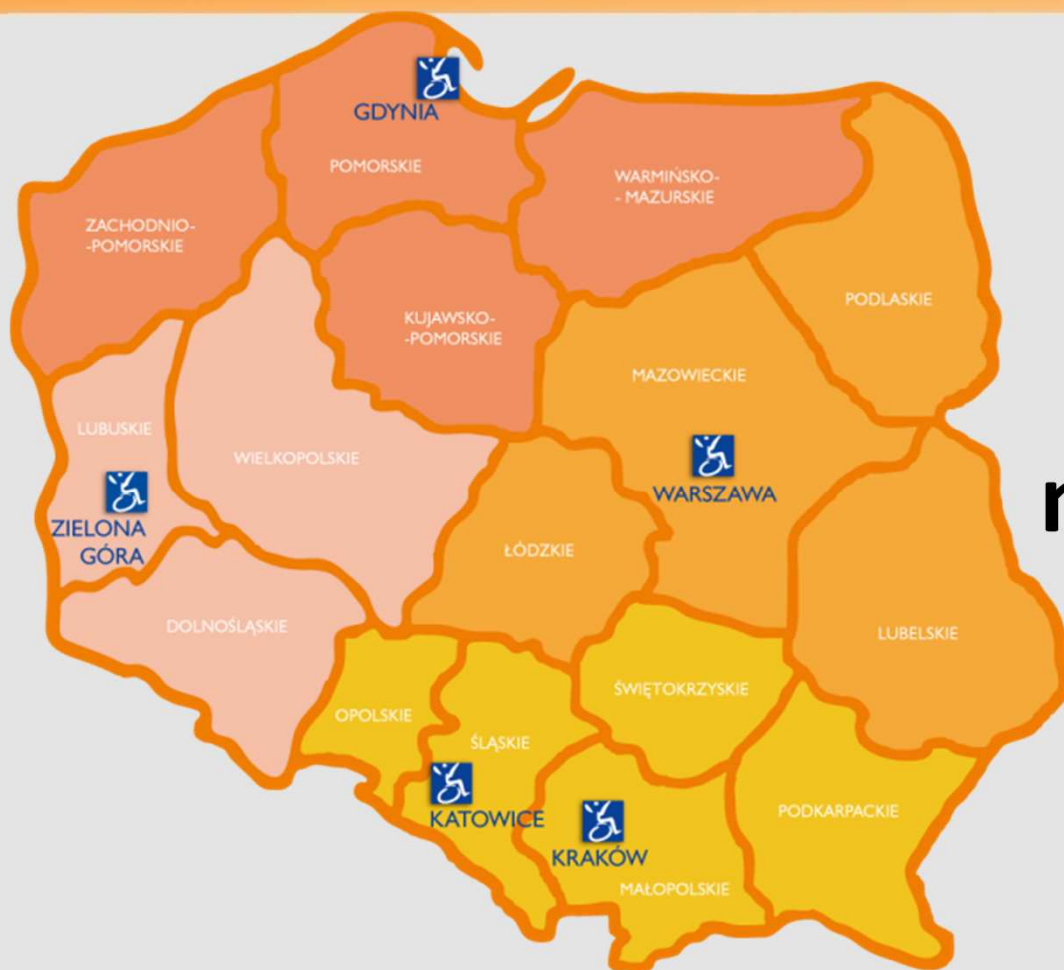 GDYNIA
POMORSKIE
WARMIŃSKO-
- MAZURSKIE
ZACHODNIO-
-POMORSKIE
PODLASKIE
KUJAWSKO-
-POMORSKIE
MAZOWIECKIE
LUBUSKIE
WIELKOPOLSKIE
WARSZAWA
ZIELONA
GÓRA
ŁÓDZKIE
DOLNOŚLĄSKIE
LUBELSKIE
ŚWIĘTOKRZYSKIE
OPOLSKIE
ŚLĄSKIE
KATOWICE
PODKARPACKIE
KRAKÓW
MAŁOPOLSKIE